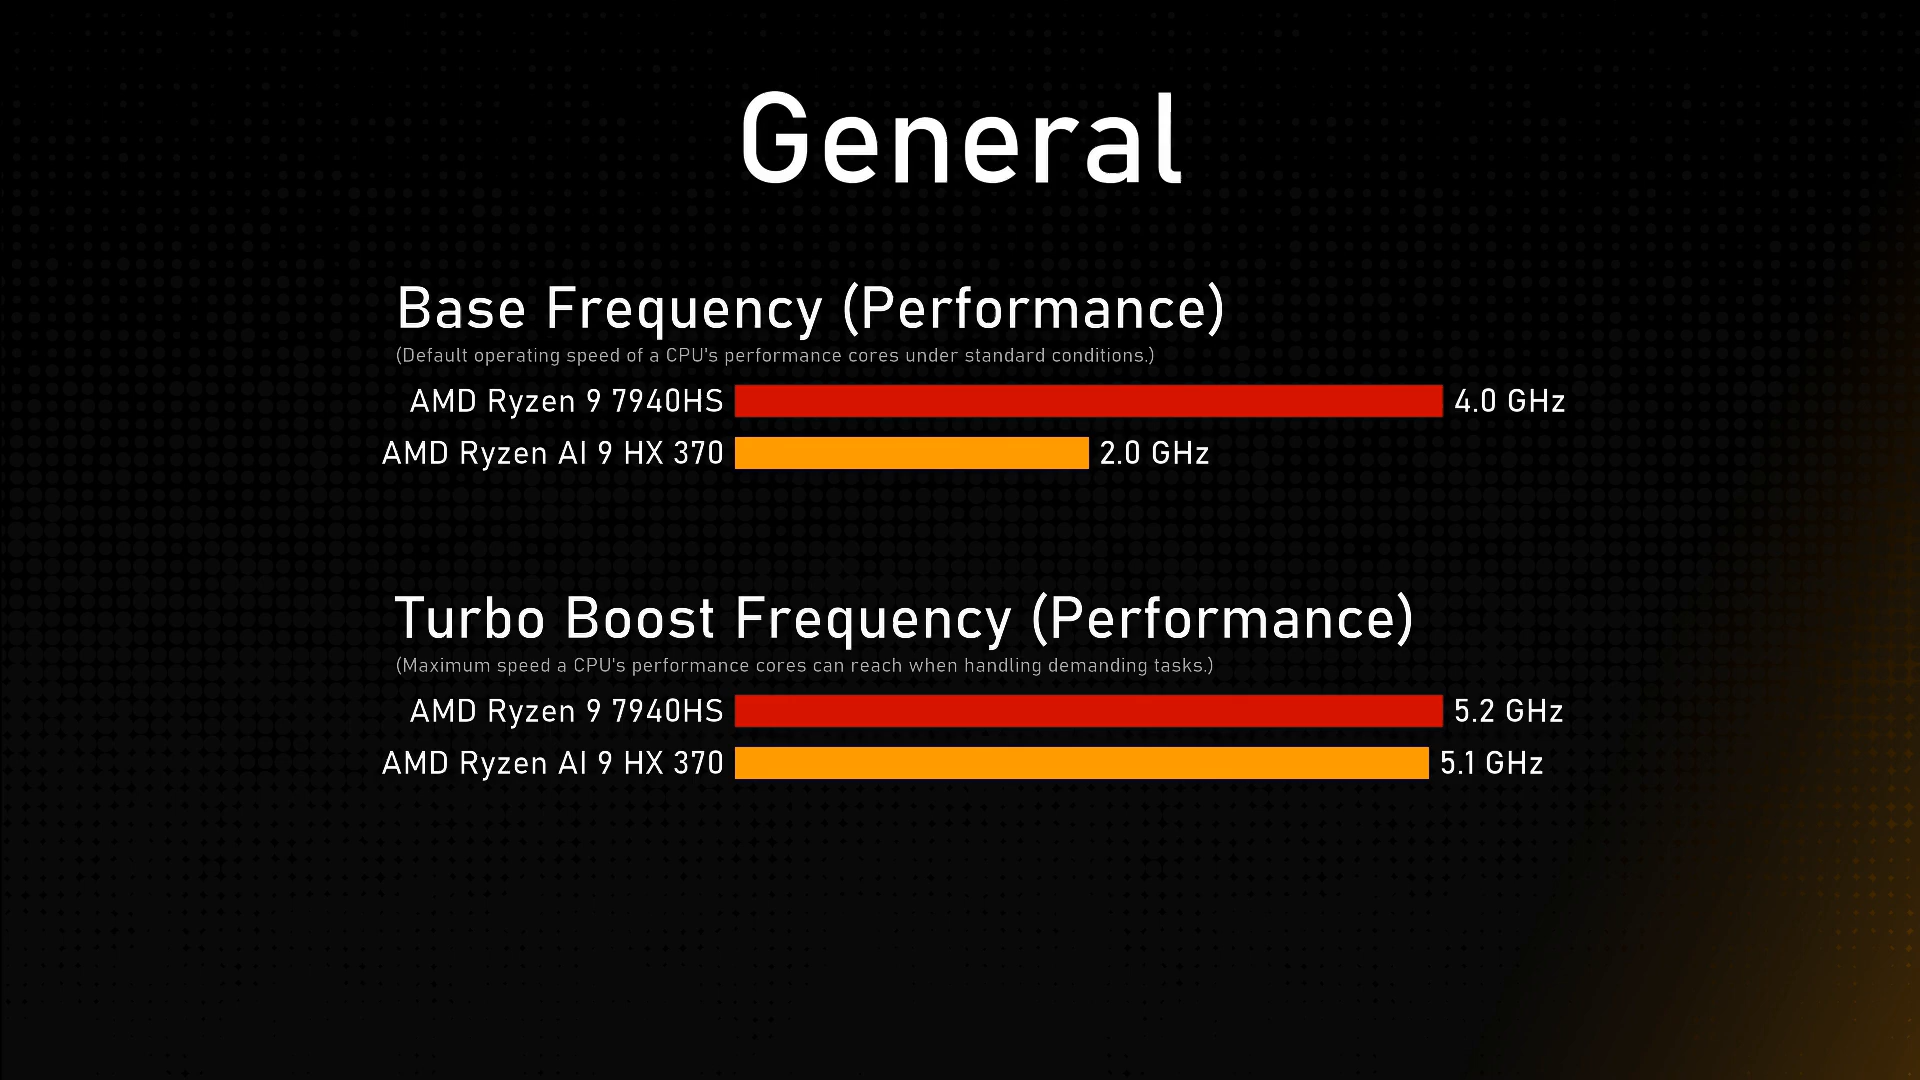 General
Base Frequency (Performance)
(Default operating speed of a CPU's performance cores under standard conditions.)
AMD Ryzen 9 7940HS 4.0 GHz
AMD Ryzen AI 9 HX 370 2.0 GHz
Turbo Boost Frequency (Performance)
(Maximum speed a CPU's performance cores can reach when handling demanding tasks.)
AMD Ryzen 9 7940HS 5.2 GHz
AMD Ryzen AI 9 HX 370 5.1 GHz